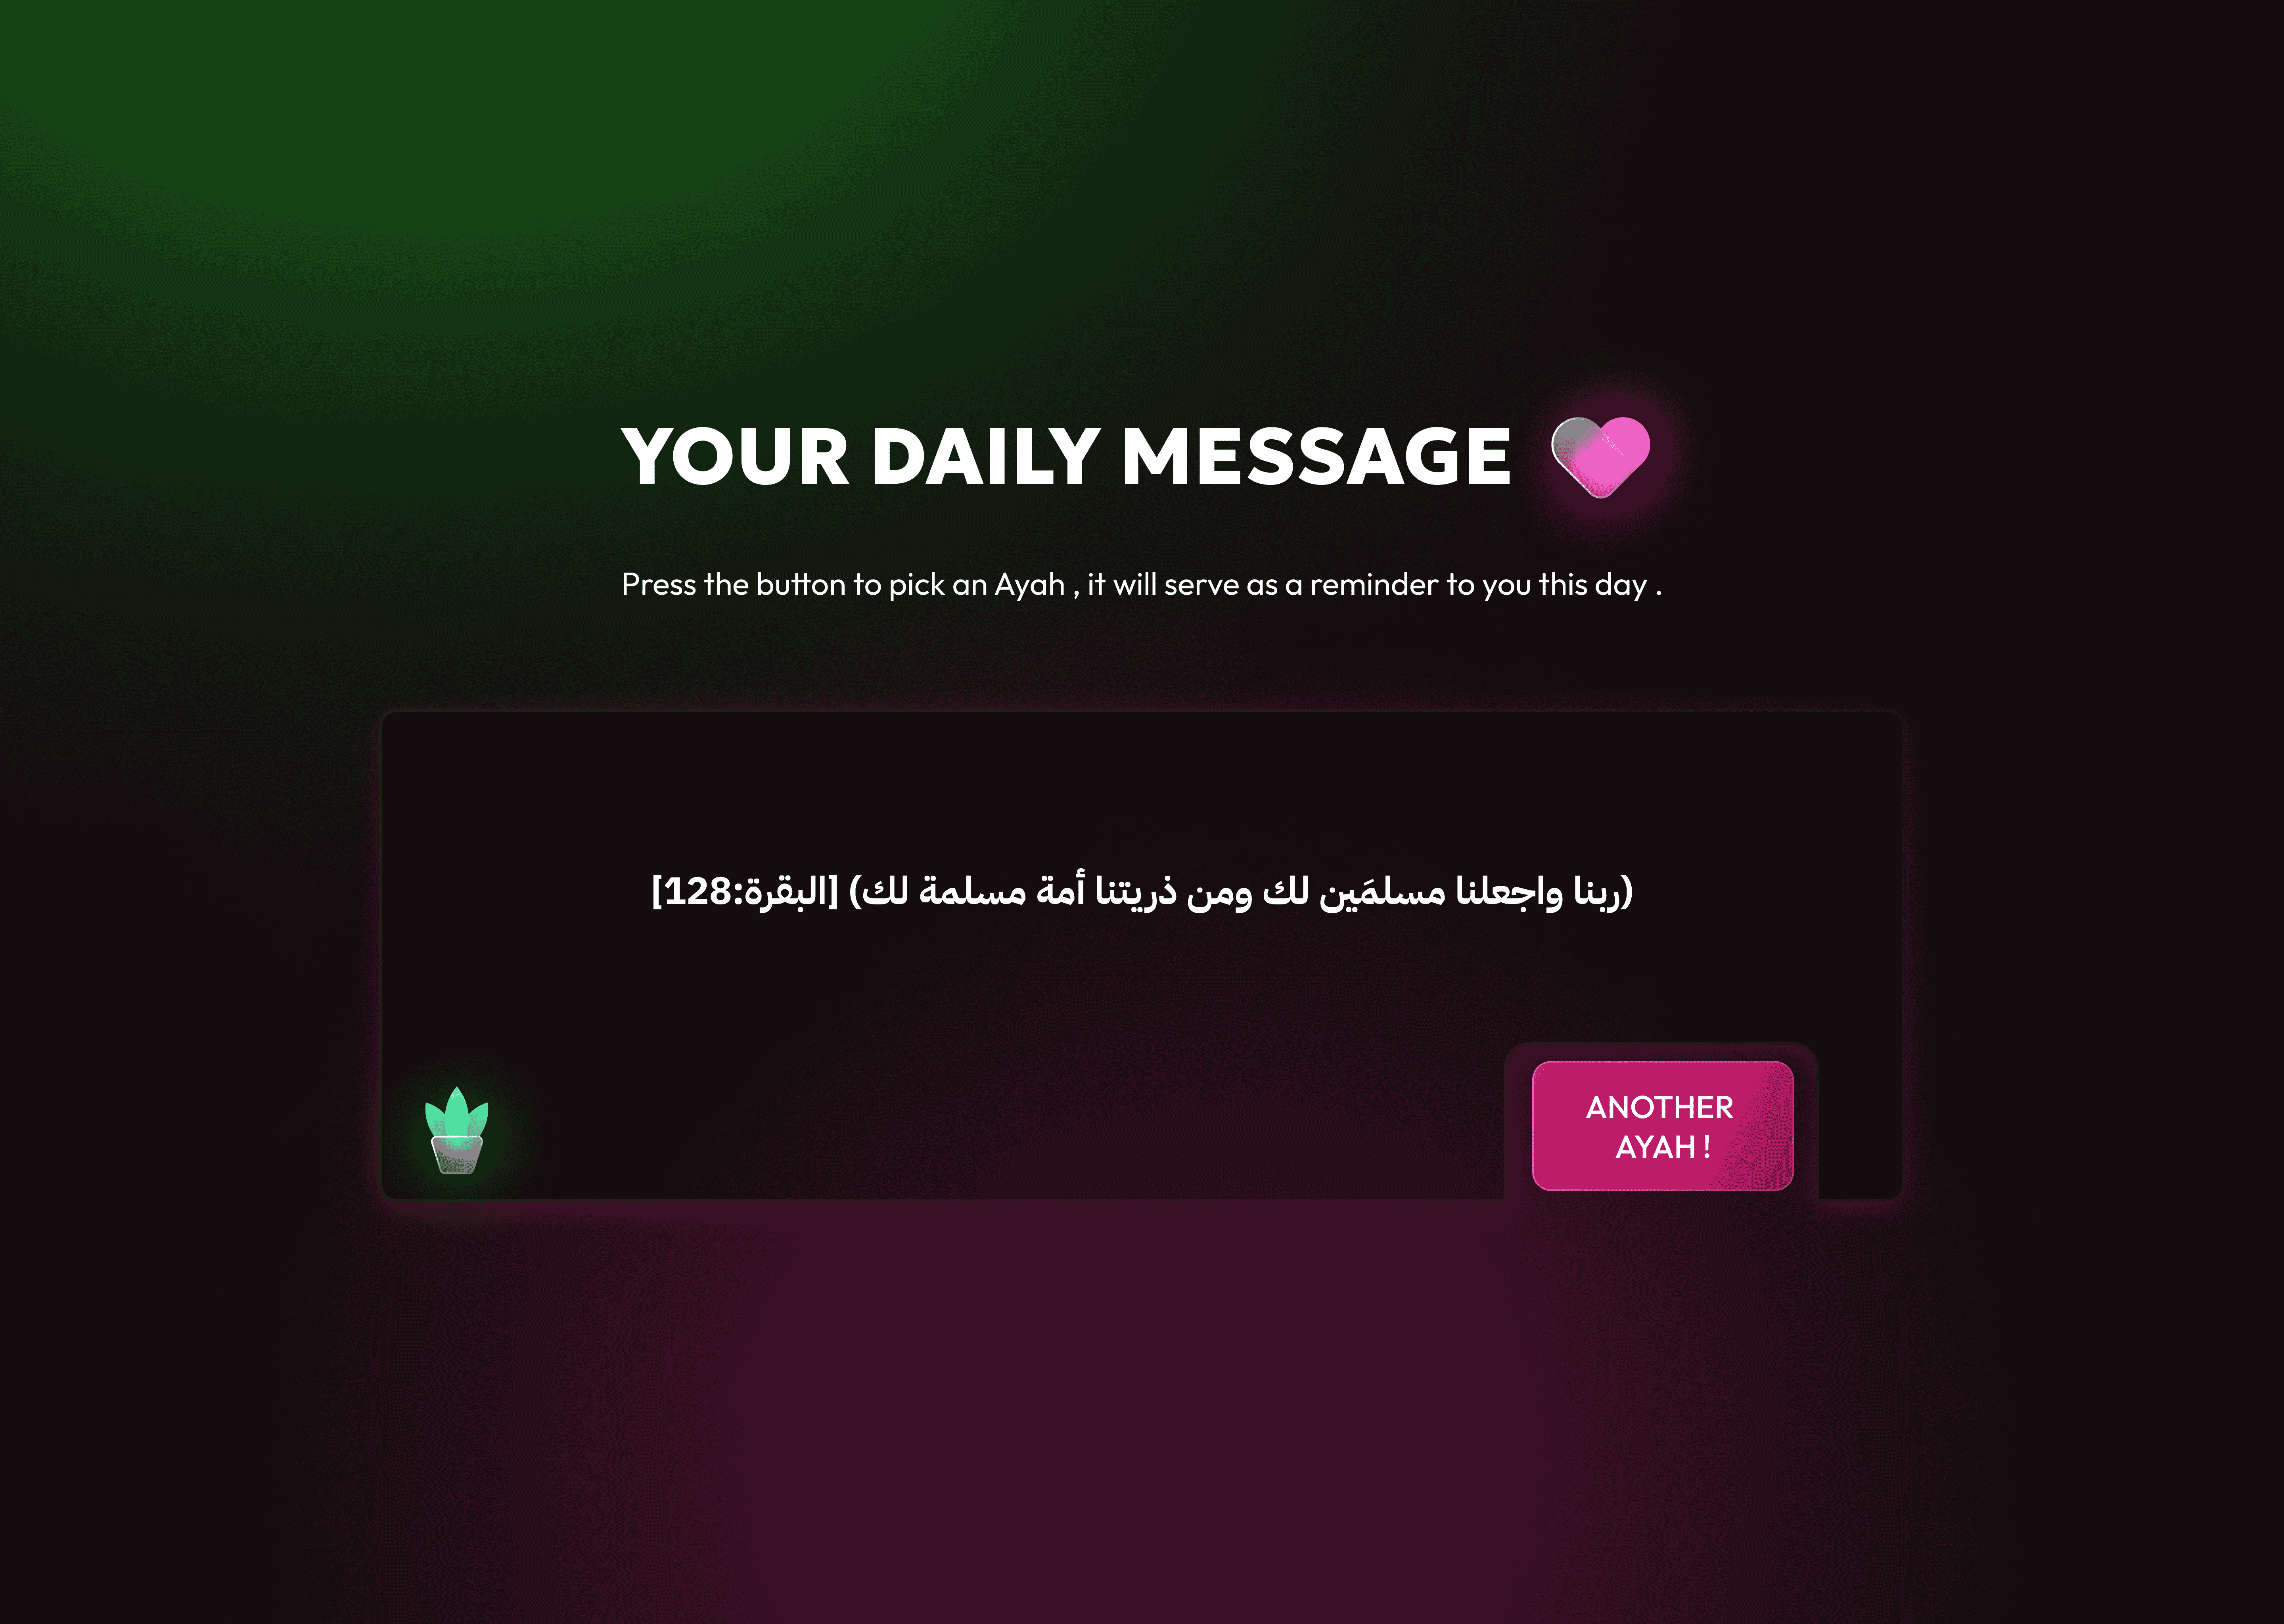 YOUR DAILY MESSAGE
Press the button to pick an Ayah , it will serve as a reminder to you this day .
(ربنا واجعلنا مسلمَين لك ومن ذريتنا أمة مسلمة لك) [البقرة:128]
ANOTHER
AYAH !